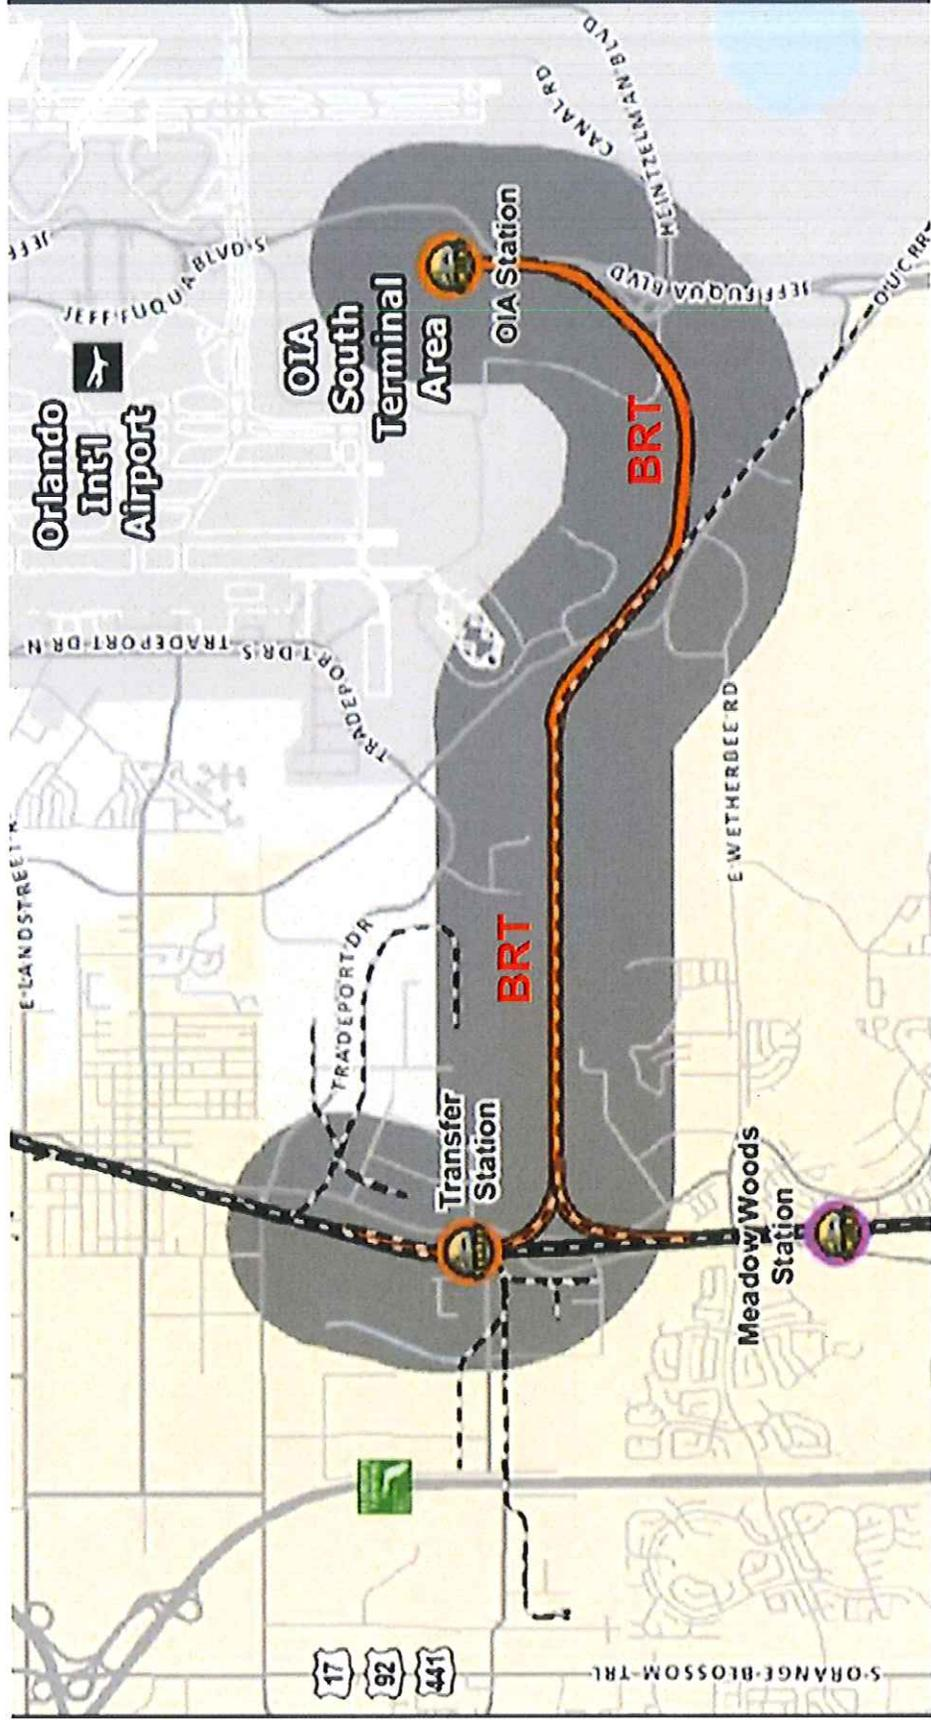 Orlando
Int'l
Airport
JEFF FUQUA BLVD S
OIA
South
Terminal
Area
OIA Station
CANAL RD
HEINTZELMAN BLVD
JEFF FUQUA BLVD
OUC RR
BRT
TRADEPORT DR N
TRADEPORT DR S
TRADEPORT DR
E WETHERBEE RD
E LANDSTREET R
TRADEPORT DR
BRT
Transfer
Station
Meadow Woods
Station
17
92
441
S ORANGE BLOSSOM TRL